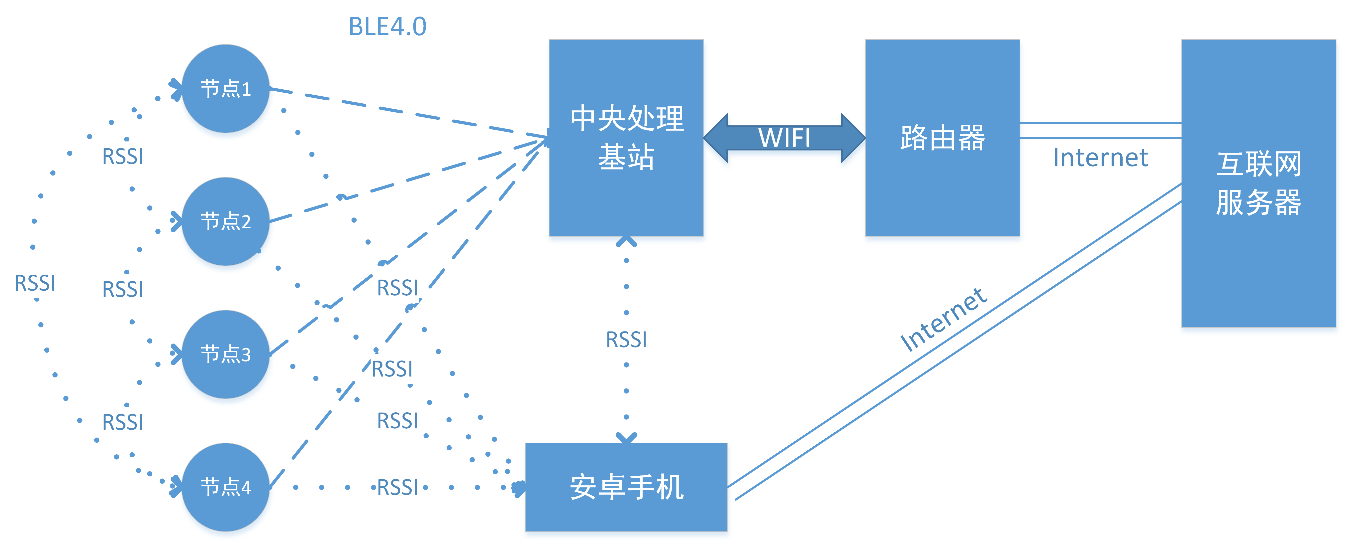 BLE4.0
节点1
节点2
节点3
节点4
RSSI
RSSI
RSSI
RSSI
RSSI
RSSI
RSSI
RSSI
RSSI
中央处理
基站
WIFI
路由器
Internet
互联网
服务器
Internet
安卓手机